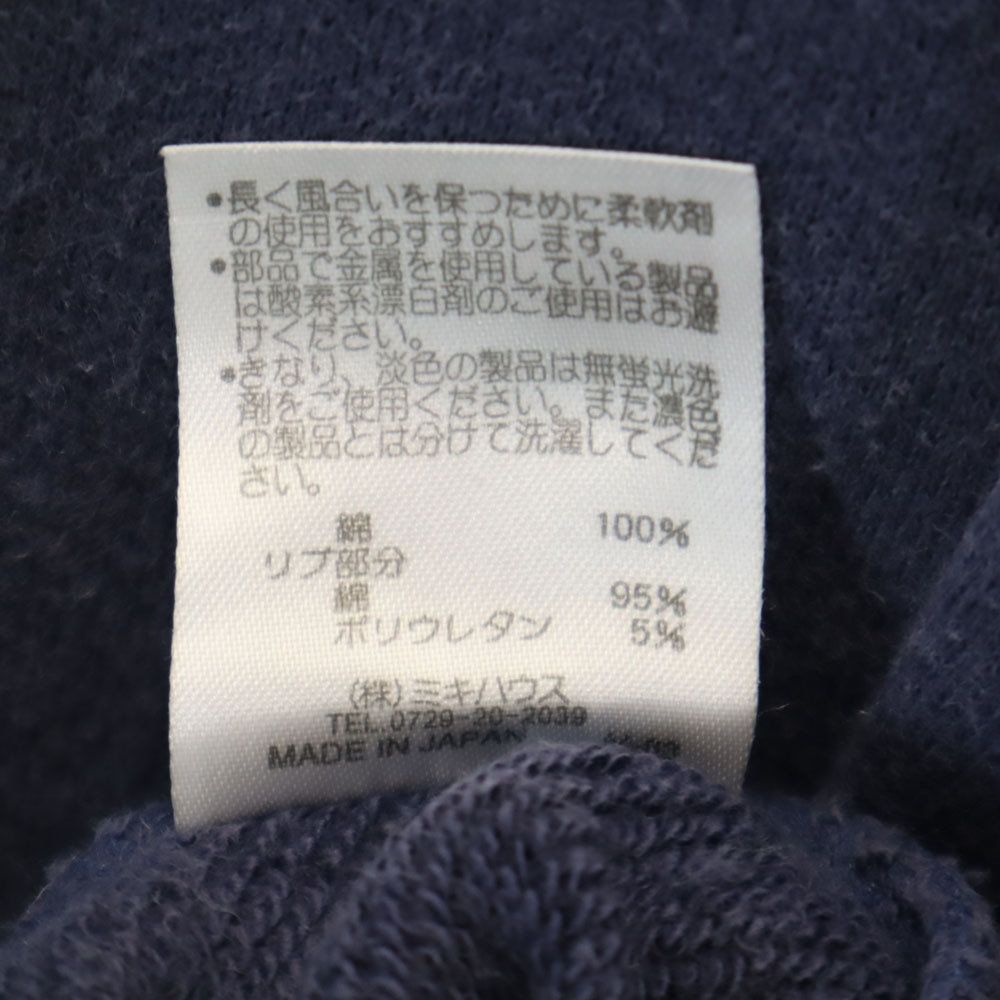 •長く風合いを保つために柔軟剤
の使用をおすすめします。
•部品で金属を使用している製品
は酸素系漂白剤のご使用はお避
けください。
•きなり、淡色の製品は無蛍光洗
剤をご使用ください。また濃色
の製品とは分けて洗濯してくだ
さい。
綿 100%
リブ部分
綿 95%
ポリウレタン 5%
(株)ミキハウス
TEL.0729-20-2039
MADE IN JAPAN